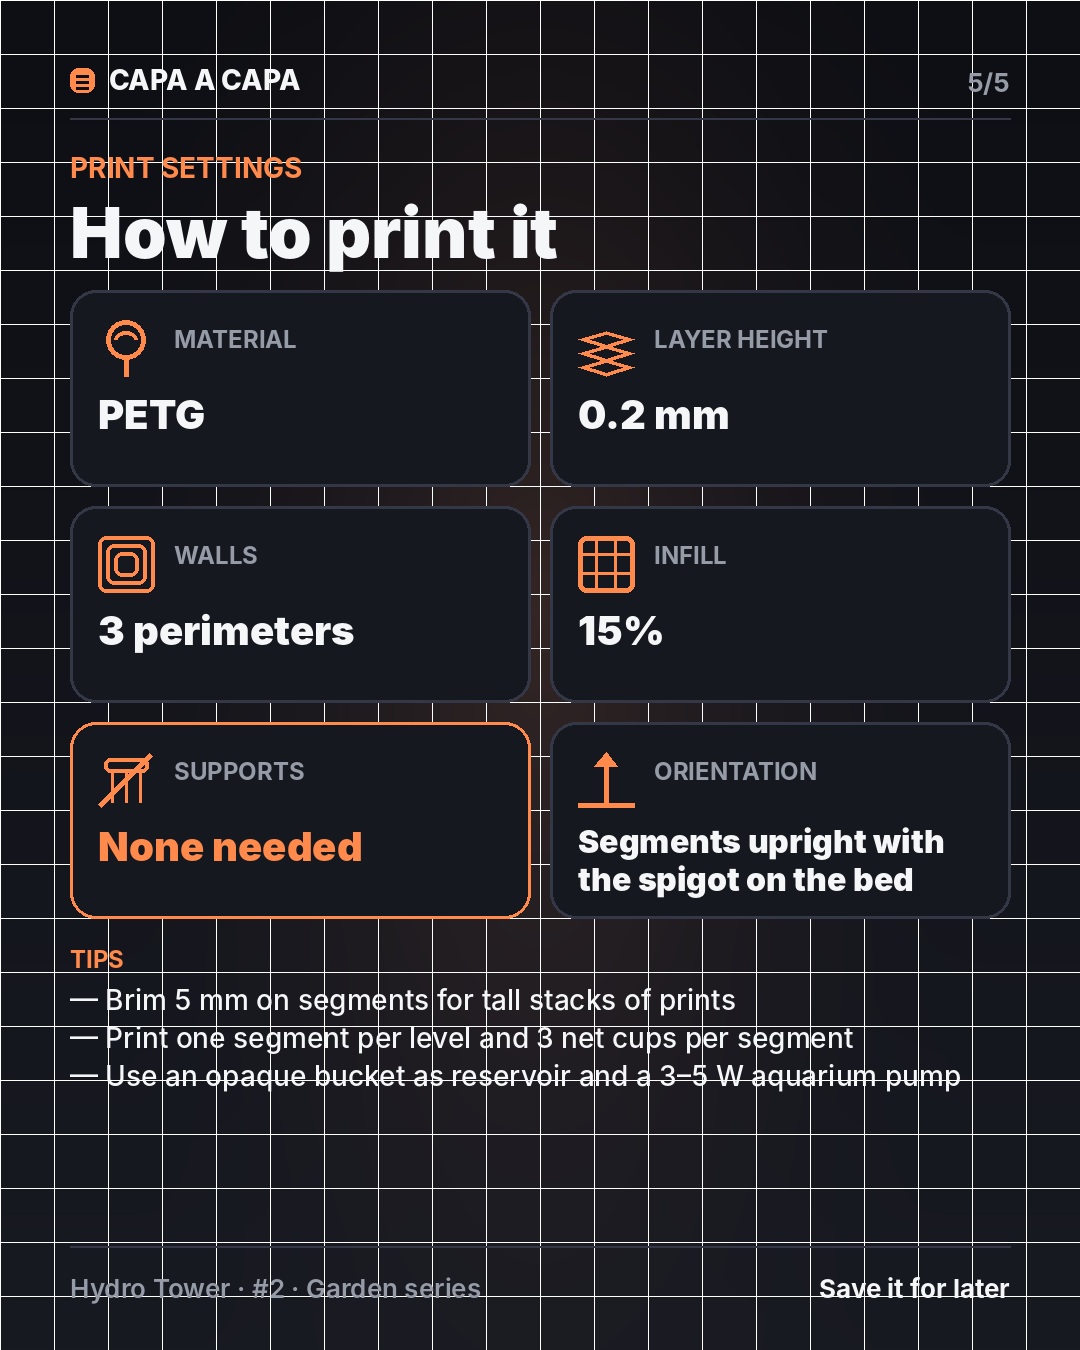 CAPA A CAPA
5/5
PRINT SETTINGS
How to print it
MATERIAL
PETG
LAYER HEIGHT
0.2 mm
WALLS
3 perimeters
INFILL
15%
SUPPORTS
None needed
ORIENTATION
Segments upright with
the spigot on the bed
TIPS
— Brim 5 mm on segments for tall stacks of prints
— Print one segment per level and 3 net cups per segment
— Use an opaque bucket as reservoir and a 3–5 W aquarium pump
Hydro Tower · #2 · Garden series
Save it for later